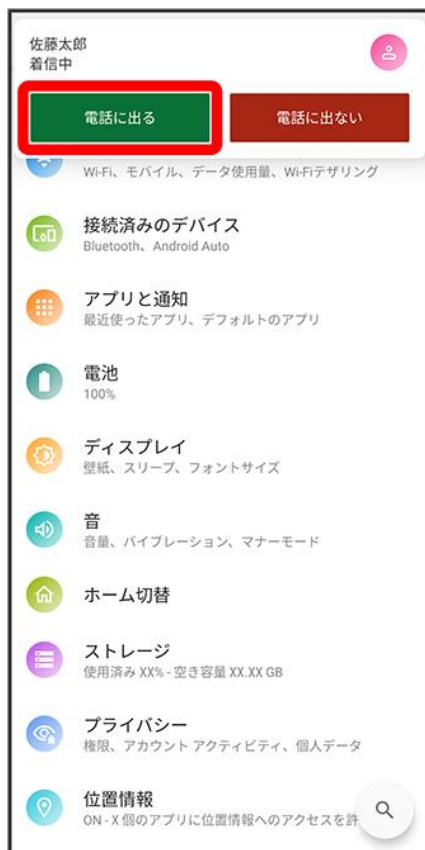 佐藤太郎
着信中
電話に出る
電話に出ない
Wi-Fi、モバイル、データ使用量、Wi-Fiテザリング
接続済みのデバイス
Bluetooth、Android Auto
アプリと通知
最近使ったアプリ、デフォルトのアプリ
電池
100%
ディスプレイ
壁紙、スリープ、フォントサイズ
音
音量、バイブレーション、マナーモード
ホーム切替
ストレージ
使用済み XX% - 空き容量 XX.XX GB
プライバシー
権限、アカウント アクティビティ、個人データ
位置情報
ON - X 個のアプリに位置情報へのアクセスを許